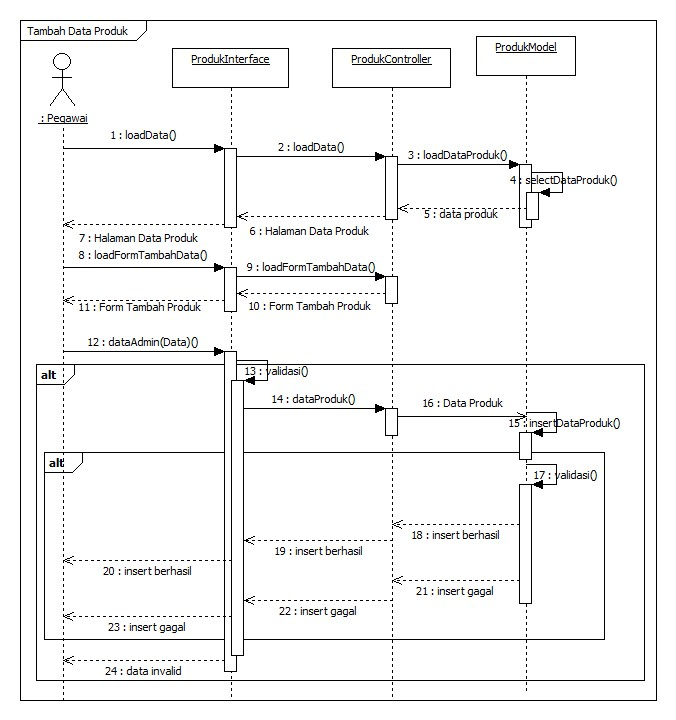 Tambah Data Produk
ProdukInterface
ProdukController
ProdukModel
: Pegawai
1 : loadData()
2 : loadData()
3 : loadDataProduk()
4 : selectDataProduk()
5 : data produk
6 : Halaman Data Produk
7 : Halaman Data Produk
8 : loadFormTambahData()
9 : loadFormTambahData()
10 : Form Tambah Produk
11 : Form Tambah Produk
12 : dataAdmin(Data)()
alt
13 : validasi()
14 : dataProduk()
16 : Data Produk
15 : insertDataProduk()
alt
17 : validasi()
18 : insert berhasil
19 : insert berhasil
20 : insert berhasil
21 : insert gagal
22 : insert gagal
23 : insert gagal
24 : data invalid